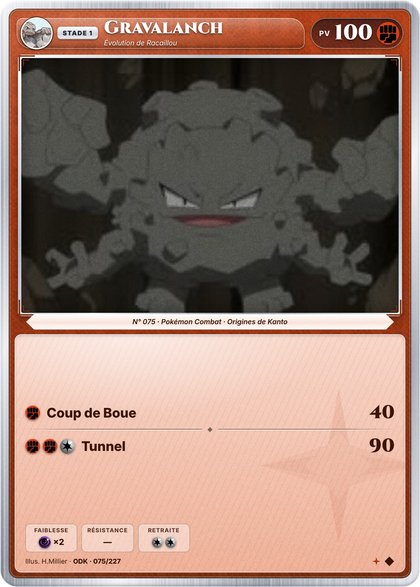 STADE 1
GRAVALANCH
Évolution de Racaillou
PV 100
N° 075 · Pokémon Combat · Origines de Kanto
Coup de Boue 40
Tunnel 90
FAIBLESSE
×2
RÉSISTANCE
—
RETRAITE
Illus. H.Millier · ODK · 075/227